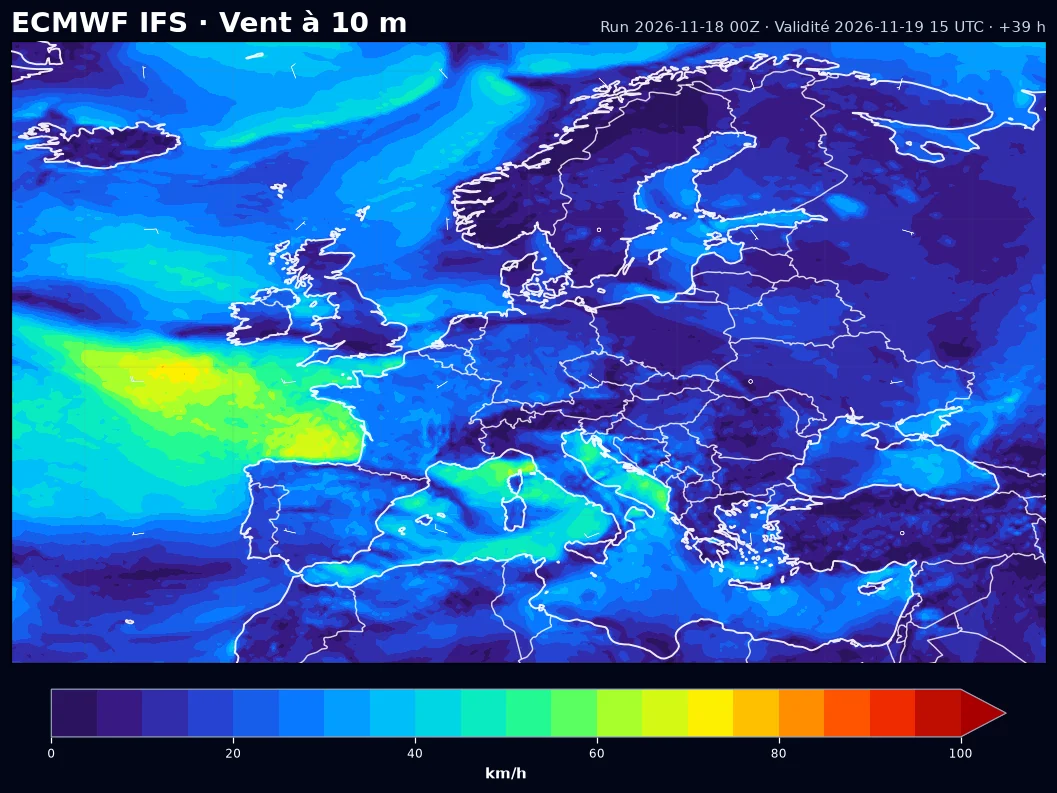 ECMWF IFS · Vent à 10 m
Run 2026-11-18 00Z · Validité 2026-11-19 15 UTC · +39 h
0 20 40 60 80 100
km/h